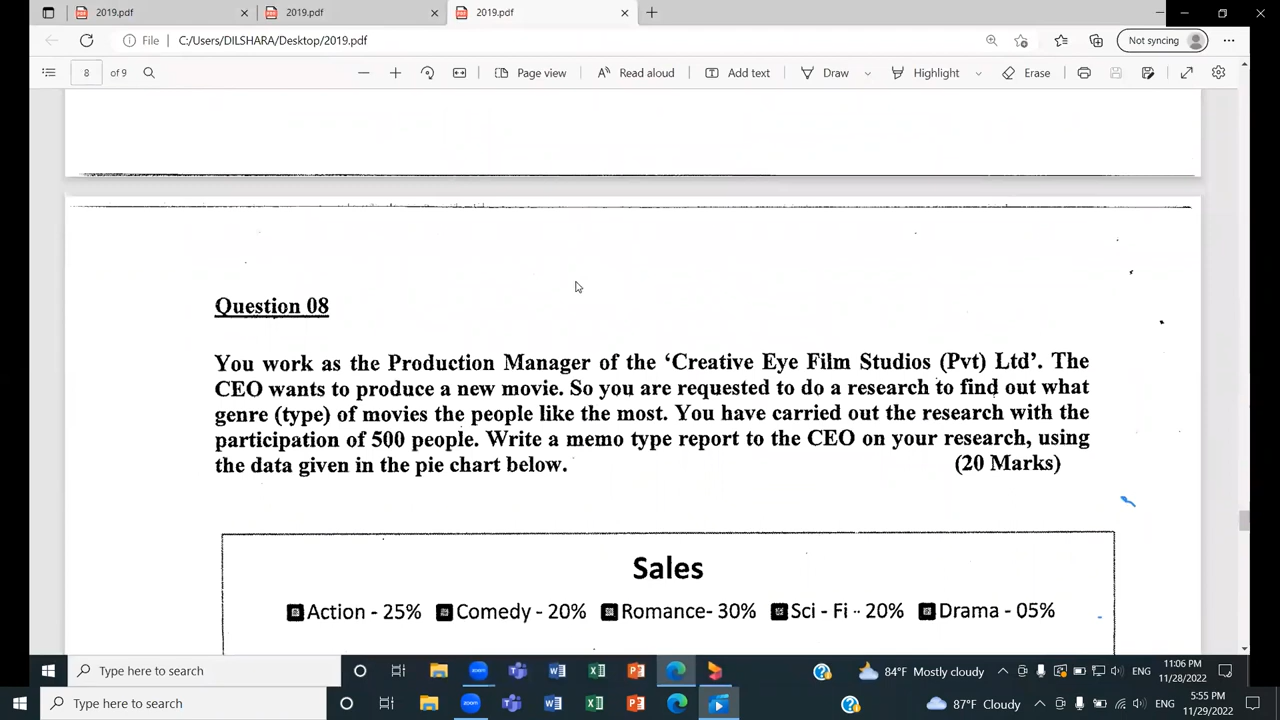 2019.pdf
2019.pdf
2019.pdf
File
C:/Users/DILSHARA/Desktop/2019.pdf
Not syncing
8
of 9
Page view
Read aloud
Add text
Draw
Highlight
Erase
Question 08
You work as the Production Manager of the ‘Creative Eye Film Studios (Pvt) Ltd’. The
CEO wants to produce a new movie. So you are requested to do a research to find out what
genre (type) of movies the people like the most. You have carried out the research with the
participation of 500 people. Write a memo type report to the CEO on your research, using
the data given in the pie chart below.
(20 Marks)
Sales
Action - 25% Comedy - 20% Romance- 30% Sci - Fi - 20% Drama - 05%
Type here to search
zoom
84°F Mostly cloudy
ENG
11:06 PM
11/28/2022
Type here to search
zoom
87°F Cloudy
ENG
5:55 PM
11/29/2022